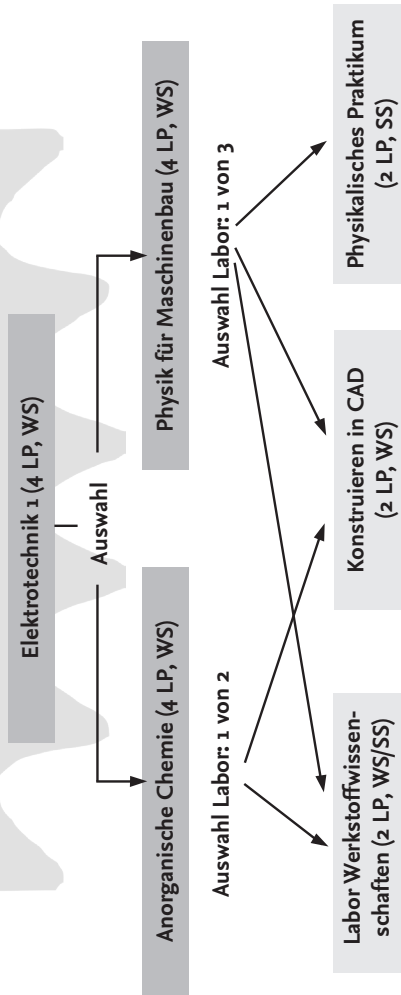 Elektrotechnik 1 (4 LP, WS)
Auswahl
Anorganische Chemie (4 LP, WS)
Physik für Maschinenbau (4 LP, WS)
Auswahl Labor: 1 von 2
Auswahl Labor: 1 von 3
Labor Werkstoffwissen-
schaften (2 LP, WS/SS)
Konstruieren in CAD
(2 LP, WS)
Physikalisches Praktikum
(2 LP, SS)